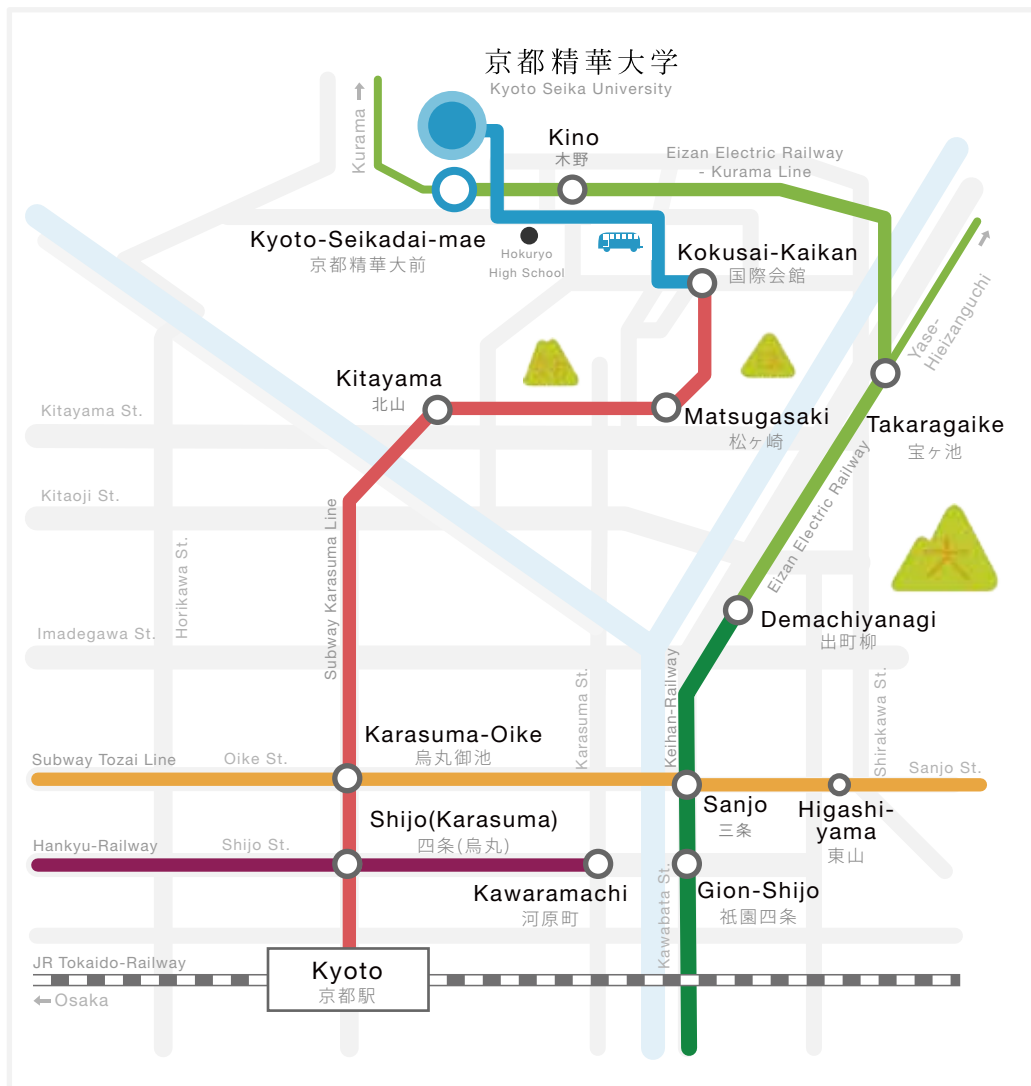 京都精華大学
Kyoto Seika University
Kurama
Kino
木野
Eizan Electric Railway
- Kurama Line
Kyoto-Seikadai-mae
京都精華大前
Hokuryo
High School
Kokusai-Kaikan
国際会館
Yase-
Hieizanguchi
Kitayama
北山
Kitayama St.
Matsugasaki
松ヶ崎
Takaragaike
宝ヶ池
Kitaoji St.
Horikawa St.
Subway Karasuma Line
Eizan Electric Railway
大
Imadegawa St.
Demachiyanagi
出町柳
Karasuma St.
Keihan-Railway
Shirakawa St.
Karasuma-Oike
烏丸御池
Subway Tozai Line
Oike St.
Sanjo St.
Sanjo
三条
Higashi-
yama
東山
Shijo(Karasuma)
四条(烏丸)
Hankyu-Railway
Shijo St.
Kawaramachi
河原町
Gion-Shijo
祇園四条
Kawabata St.
JR Tokaido-Railway
Kyoto
京都駅
Osaka